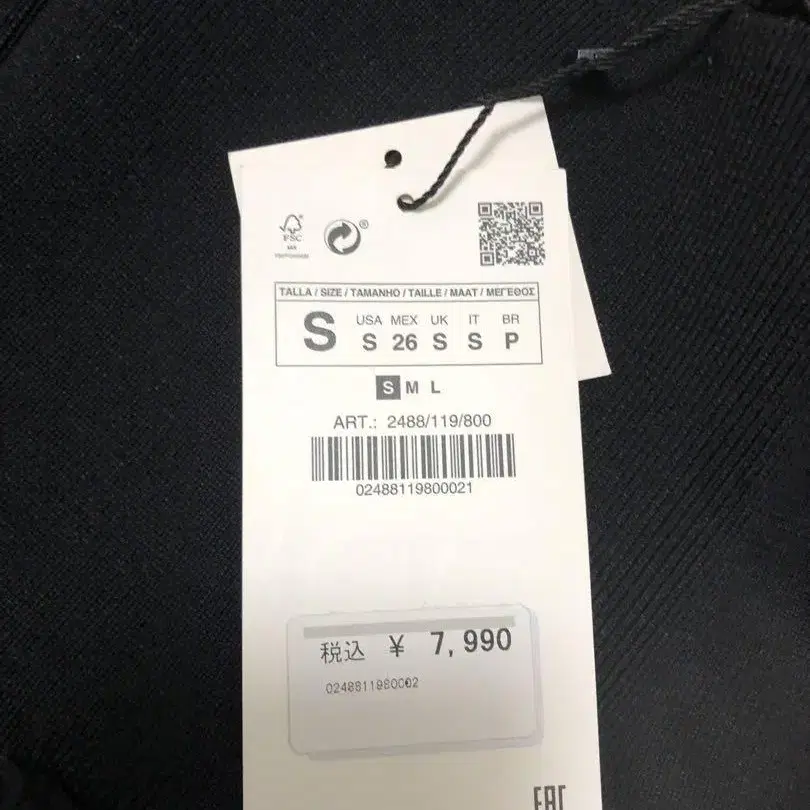 FSC
®
TALLA / SIZE / TAMANHO / TAILLE / MAAT / ΜΕΓΕΘΟΣ
S
USA MEX UK IT BR
S 26 S S P
S M L
ART.: 2488/119/800
02488119800021
税込 ¥ 7,990
0248811980002
EAC